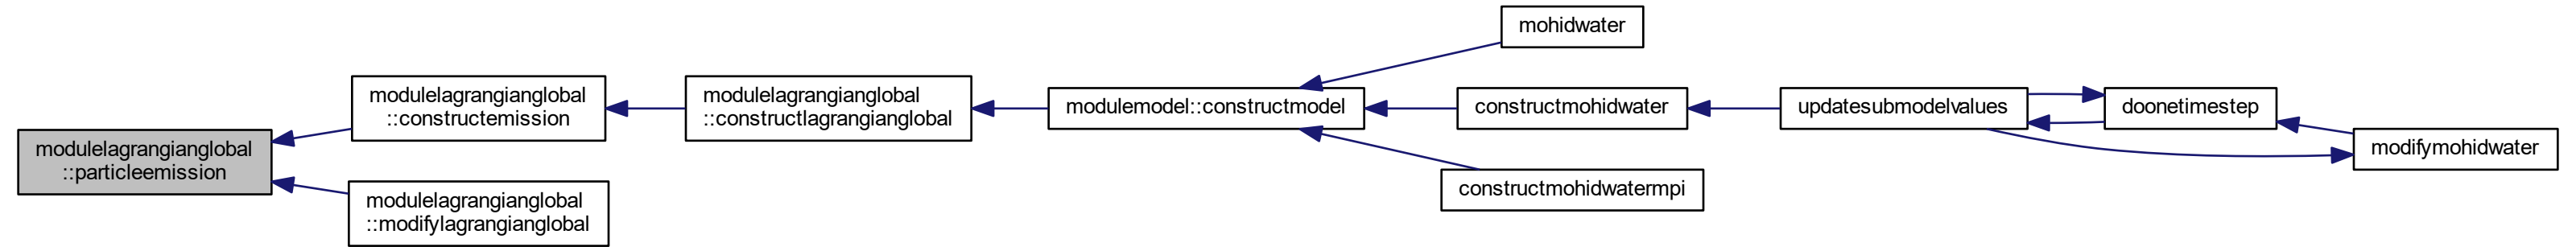 modulelagrangianglobal
::particleemission
modulelagrangianglobal
::constructemission
modulelagrangianglobal
::modifylagrangianglobal
modulelagrangianglobal
::constructlagrangianglobal
modulemodel::constructmodel
mohidwater
constructmohidwater
constructmohidwatermpi
updatesubmodelvalues
doonetimestep
modifymohidwater